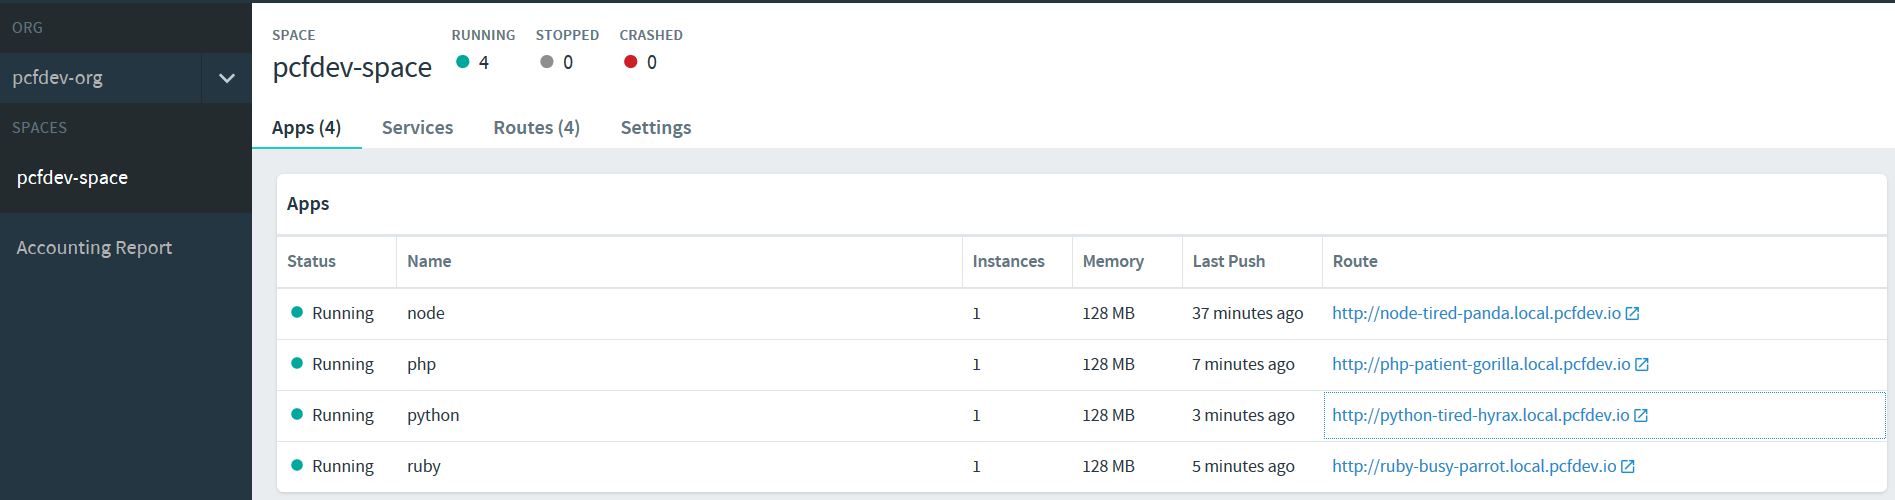 ORG
pcfdev-org
SPACES
pcfdev-space
Accounting Report
SPACE RUNNING STOPPED CRASHED
pcfdev-space 4 0 0
Apps (4) Services Routes (4) Settings
Apps
Status Name Instances Memory Last Push Route
Running node 1 128 MB 37 minutes ago http://node-tired-panda.local.pcfdev.io
Running php 1 128 MB 7 minutes ago http://php-patient-gorilla.local.pcfdev.io
Running python 1 128 MB 3 minutes ago http://python-tired-hyrax.local.pcfdev.io
Running ruby 1 128 MB 5 minutes ago http://ruby-busy-parrot.local.pcfdev.io